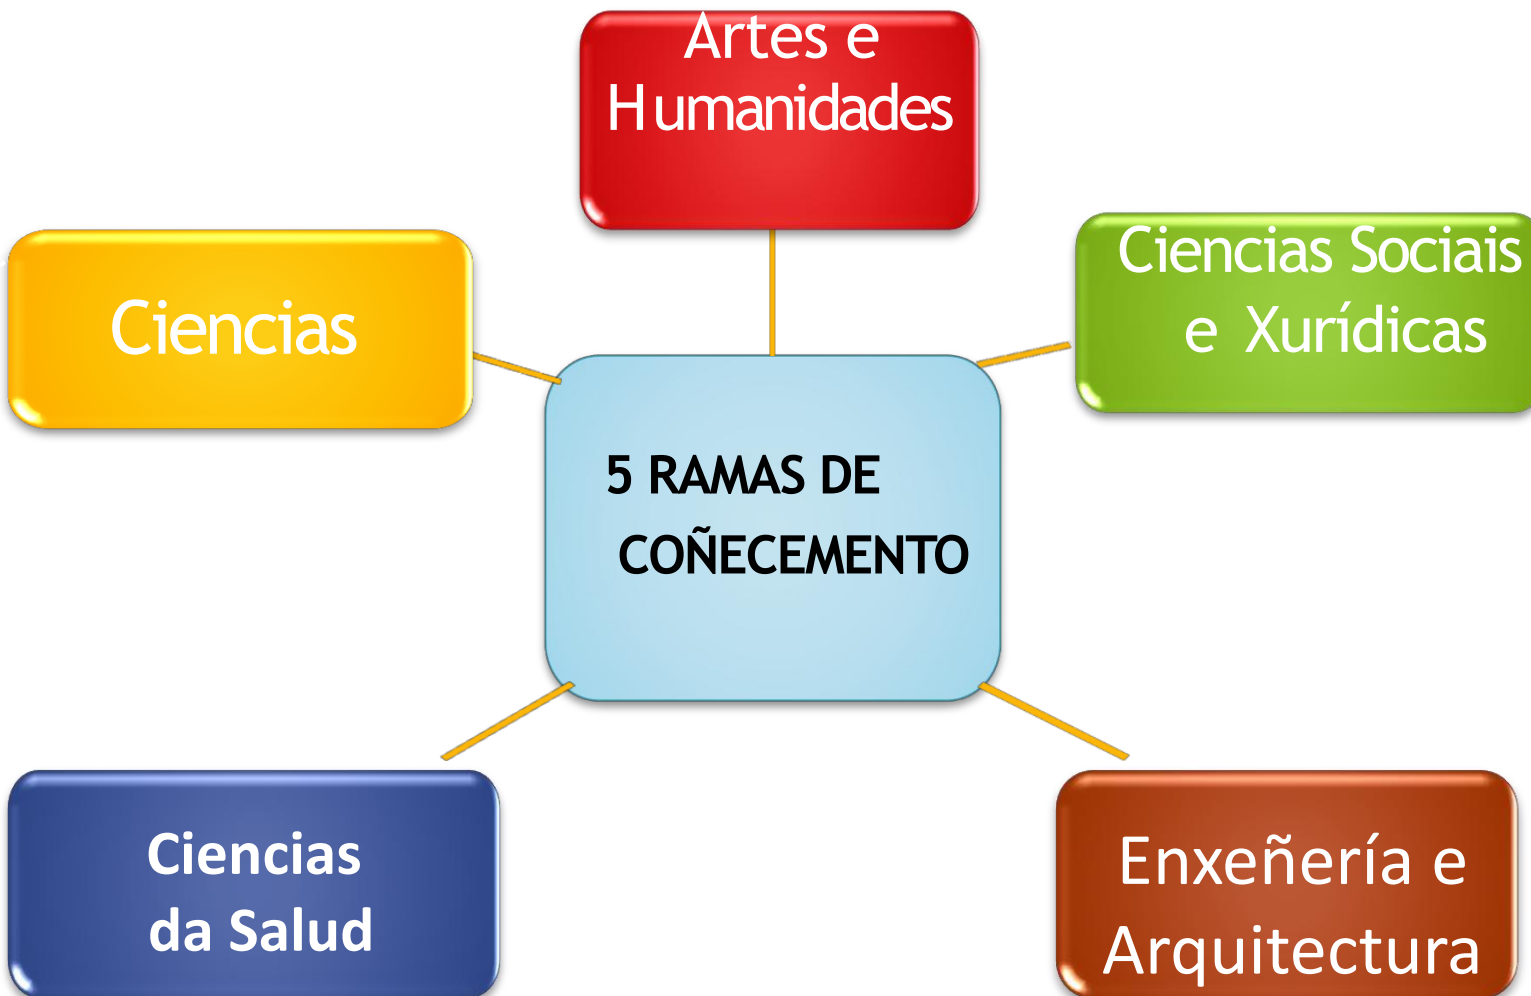 Artes e
Humanidades
Ciencias Sociais
e Xurídicas
Ciencias
5 RAMAS DE
COÑECEMENTO
Ciencias
da Salud
Enxeñería e
Arquitectura